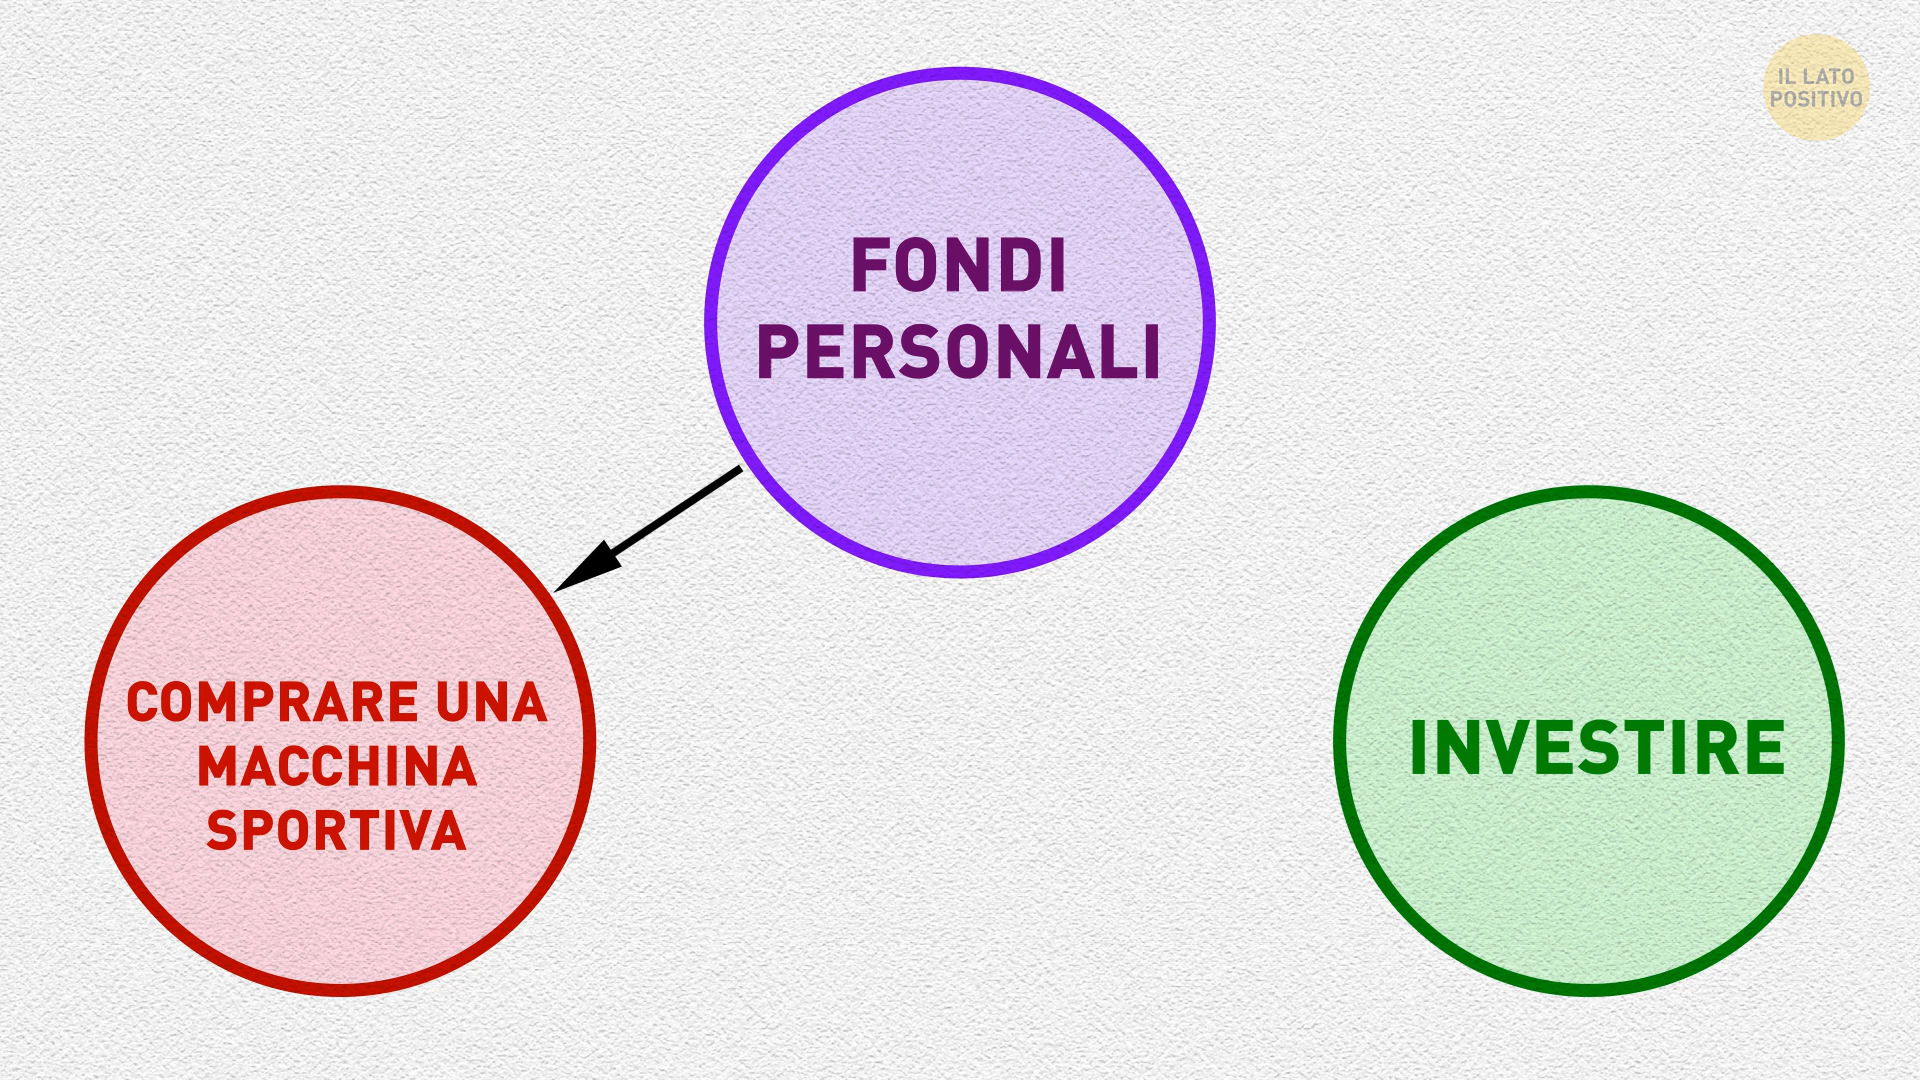 IL LATO
POSITIVO
FONDI
PERSONALI
COMPRARE UNA
MACCHINA
SPORTIVA
INVESTIRE